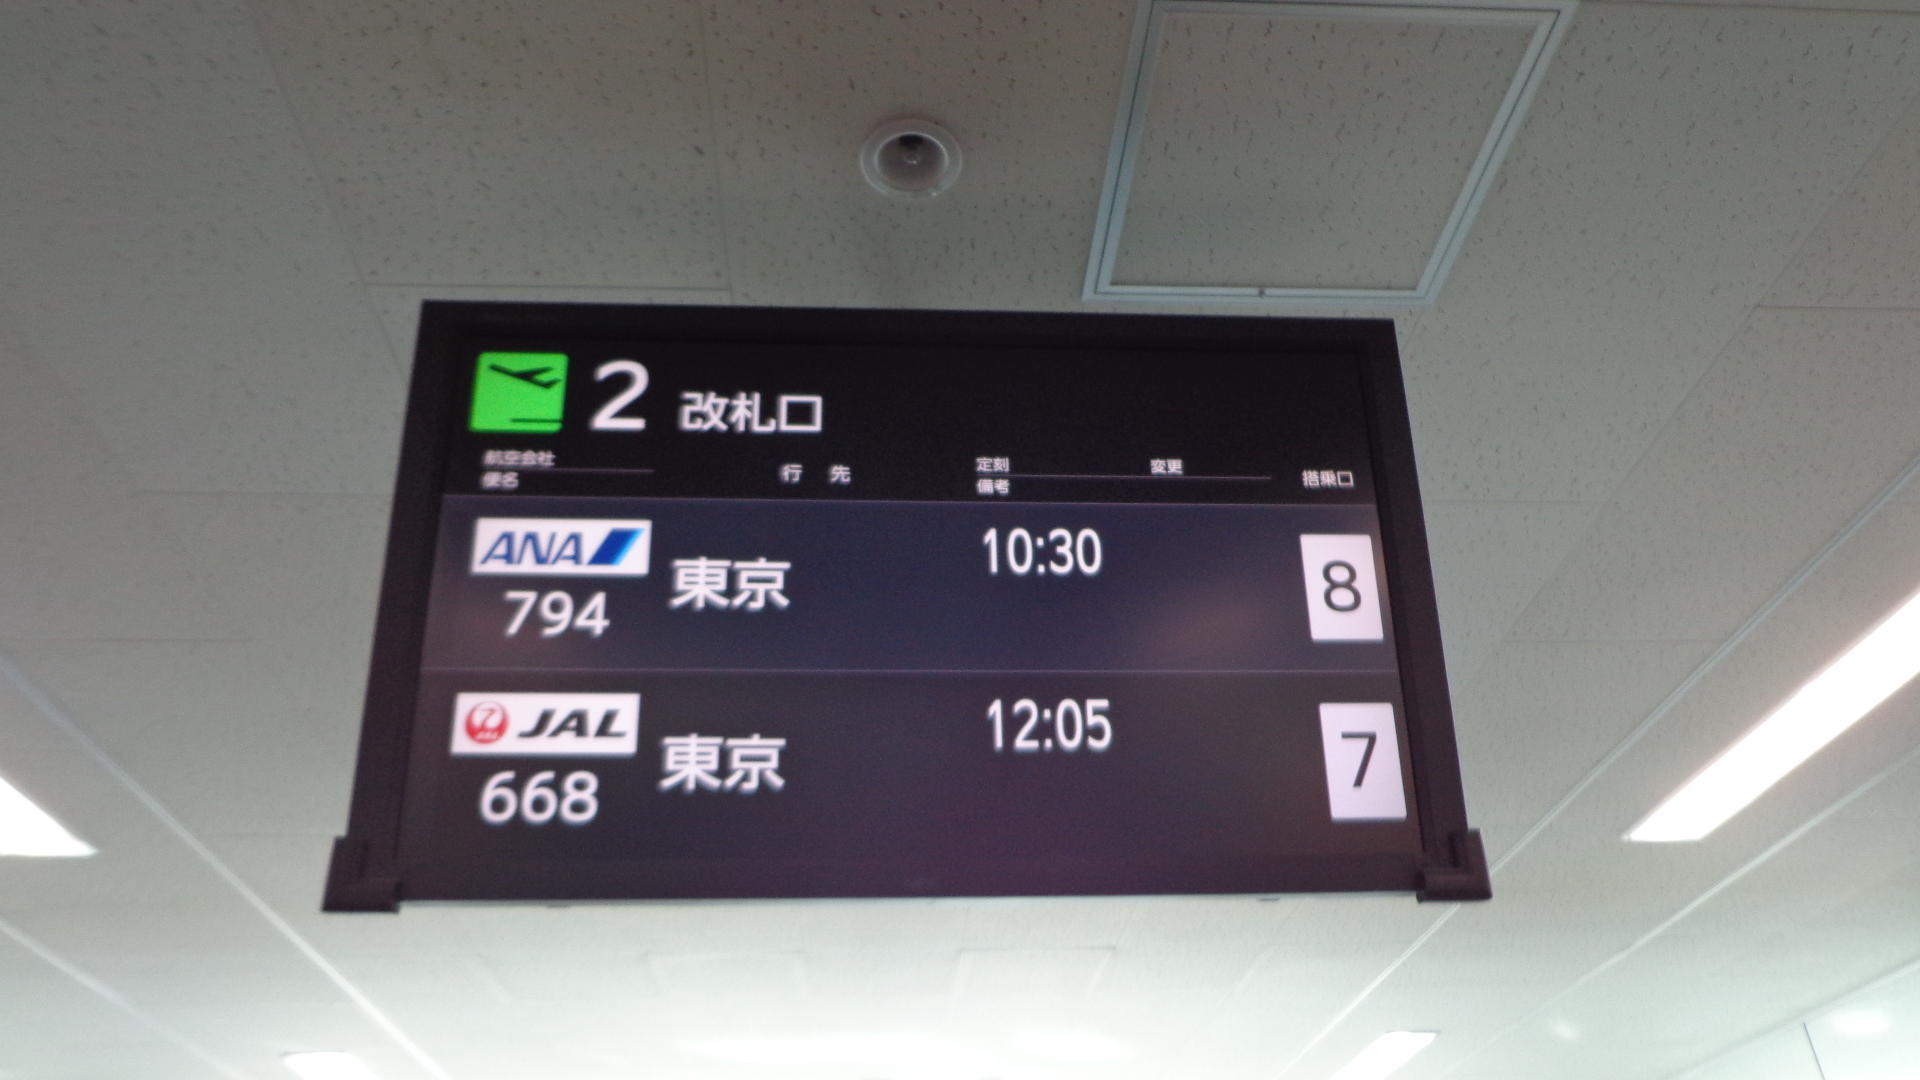 2 改札口
航空会社 行 先 定刻 変更 搭乗口
便名 備考
ANA 東京 10:30 8
794
JAL 東京 12:05 7
668